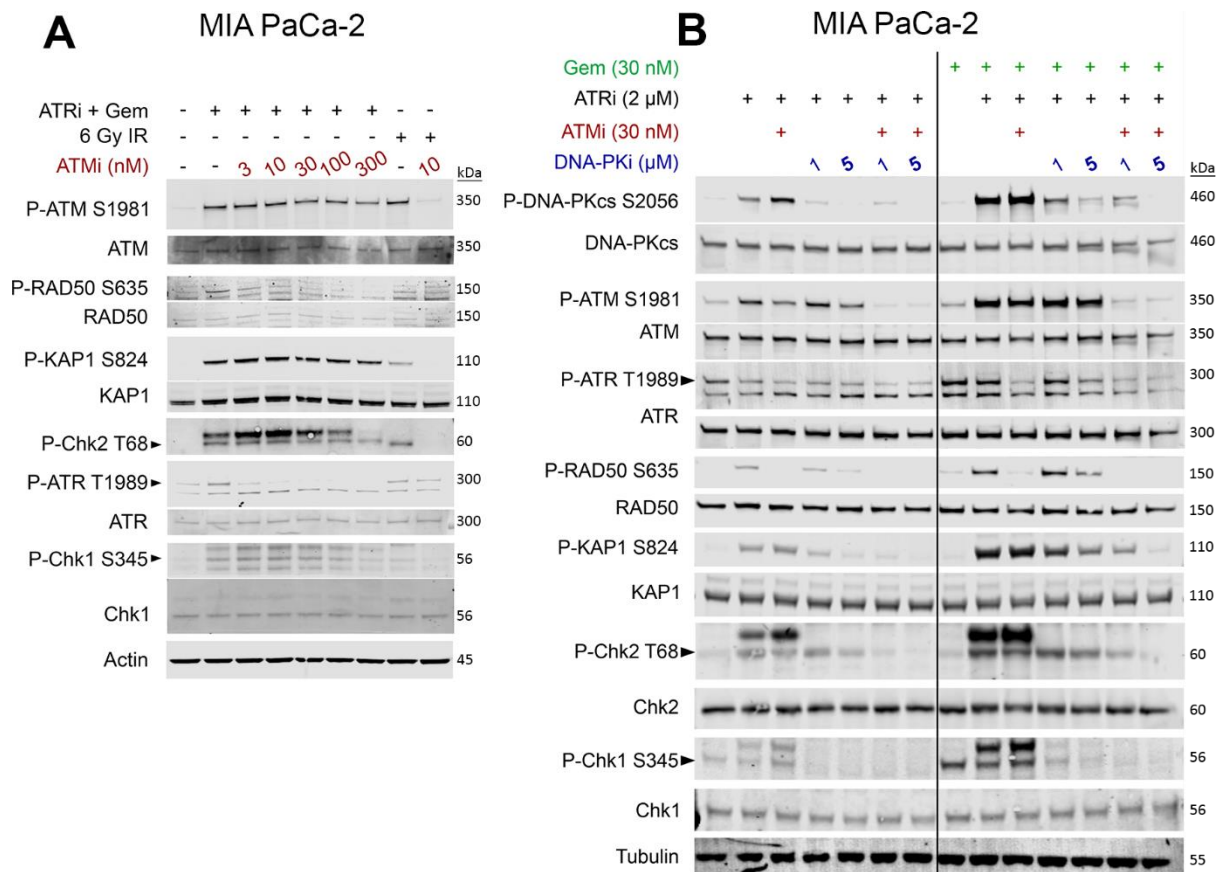 A
MIA PaCa-2
ATRi + Gem - + + + + + + - -
6 Gy IR - - - - - - - + +
ATMi (nM) - - 3 10 30 100 300 - 10
kDa
P-ATM S1981 350
ATM 350
P-RAD50 S635 150
RAD50 150
P-KAP1 S824 110
KAP1 110
P-Chk2 T68 60
P-ATR T1989 300
ATR 300
P-Chk1 S345 56
Chk1 56
Actin 45
B
MIA PaCa-2
Gem (30 nM) + + + + + + +
ATRi (2 µM) + + + + + + + + + + + +
ATMi (30 nM) + + + + + +
DNA-PKi (µM) 1 5 1 5 1 5 1 5
kDa
P-DNA-PKcs S2056 460
DNA-PKcs 460
P-ATM S1981 350
ATM
P-ATR T1989 300
ATR 300
P-RAD50 S635 150
RAD50 150
P-KAP1 S824 110
KAP1 110
P-Chk2 T68 60
Chk2 60
P-Chk1 S345 56
Chk1 56
Tubulin 55